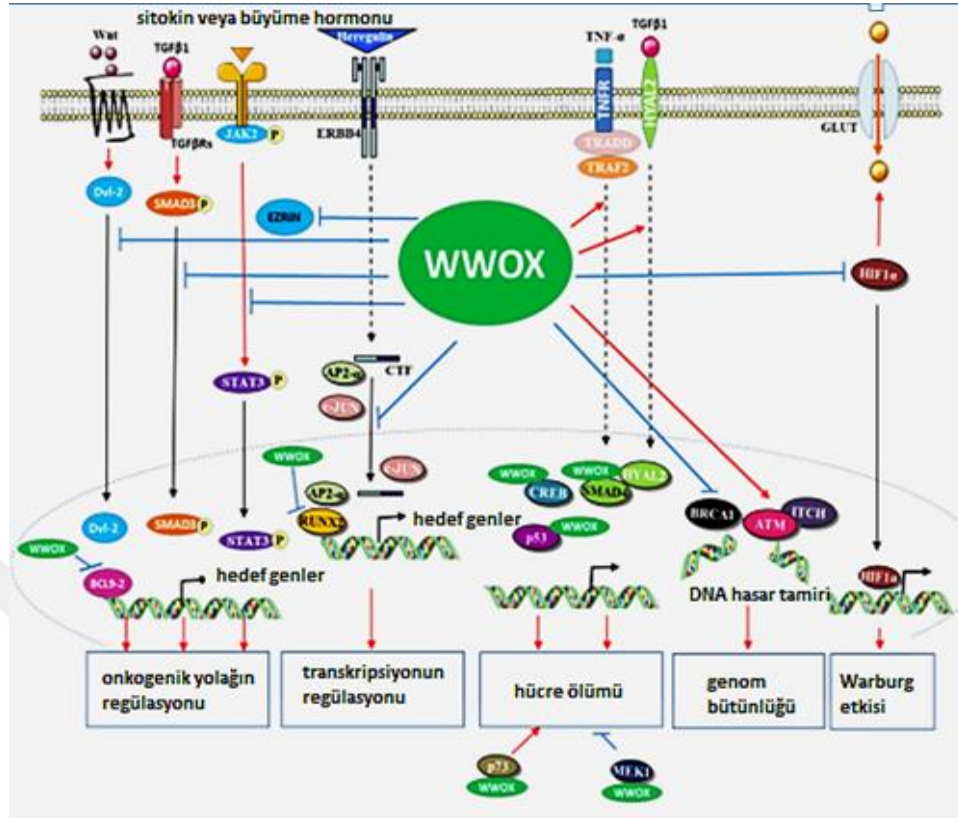 sitokin veya büyüme hormonu
Wnt
TGFβ1
Heregulin
TNF-α
TGFβ1
TGFβRs
JAK2
P
ERBB4
TNFR
HYAL2
TRADD
TRAF2
GLUT
Dvl-2
SMAD3
P
EZRIN
WWOX
HIF1α
STAT3
P
AP2-α
CTF
c-JUN
WWOX
AP2-α
c-JUN
RUNX2
hedef genler
WWOX
CREB
WWOX
SMAD4
HYAL2
p53
WWOX
BRCA1
ATM
ITCH
Dvl-2
SMAD3
P
STAT3
P
WWOX
BCL9-2
hedef genler
DNA hasar tamiri
HIF1α
onkogenik yolağın
regülasyonu
transkripsiyonun
regülasyonu
hücre ölümü
genom
bütünlüğü
Warburg
etkisi
p73
WWOX
MEK1
WWOX